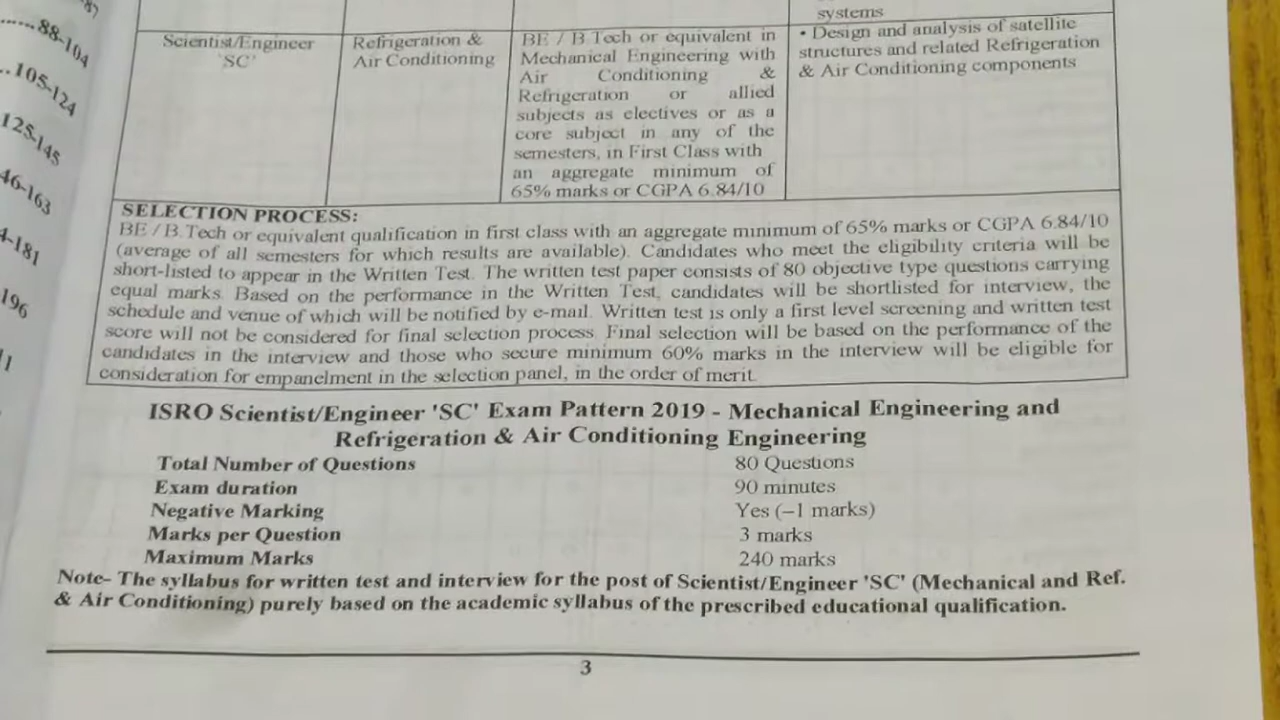 87
......88-104
..105-124
125-145
46-163
4-181
196
systems
Scientist/Engineer
'SC'
Refrigeration &
Air Conditioning
BE / B.Tech or equivalent in
Mechanical Engineering with
Air Conditioning &
Refrigeration or allied
subjects as electives or as a
core subject in any of the
semesters, in First Class with
an aggregate minimum of
65% marks or CGPA 6.84/10
• Design and analysis of satellite
structures and related Refrigeration
& Air Conditioning components
SELECTION PROCESS:
BE / B.Tech or equivalent qualification in first class with an aggregate minimum of 65% marks or CGPA 6.84/10
(average of all semesters for which results are available). Candidates who meet the eligibility criteria will be
short-listed to appear in the Written Test. The written test paper consists of 80 objective type questions carrying
equal marks. Based on the performance in the Written Test, candidates will be shortlisted for interview, the
schedule and venue of which will be notified by e-mail. Written test is only a first level screening and written test
score will not be considered for final selection process. Final selection will be based on the performance of the
candidates in the interview and those who secure minimum 60% marks in the interview will be eligible for
consideration for empanelment in the selection panel, in the order of merit.
ISRO Scientist/Engineer 'SC' Exam Pattern 2019 - Mechanical Engineering and
Refrigeration & Air Conditioning Engineering
Total Number of Questions 80 Questions
Exam duration 90 minutes
Negative Marking Yes (–1 marks)
Marks per Question 3 marks
Maximum Marks 240 marks
Note- The syllabus for written test and interview for the post of Scientist/Engineer 'SC' (Mechanical and Ref.
& Air Conditioning) purely based on the academic syllabus of the prescribed educational qualification.
3